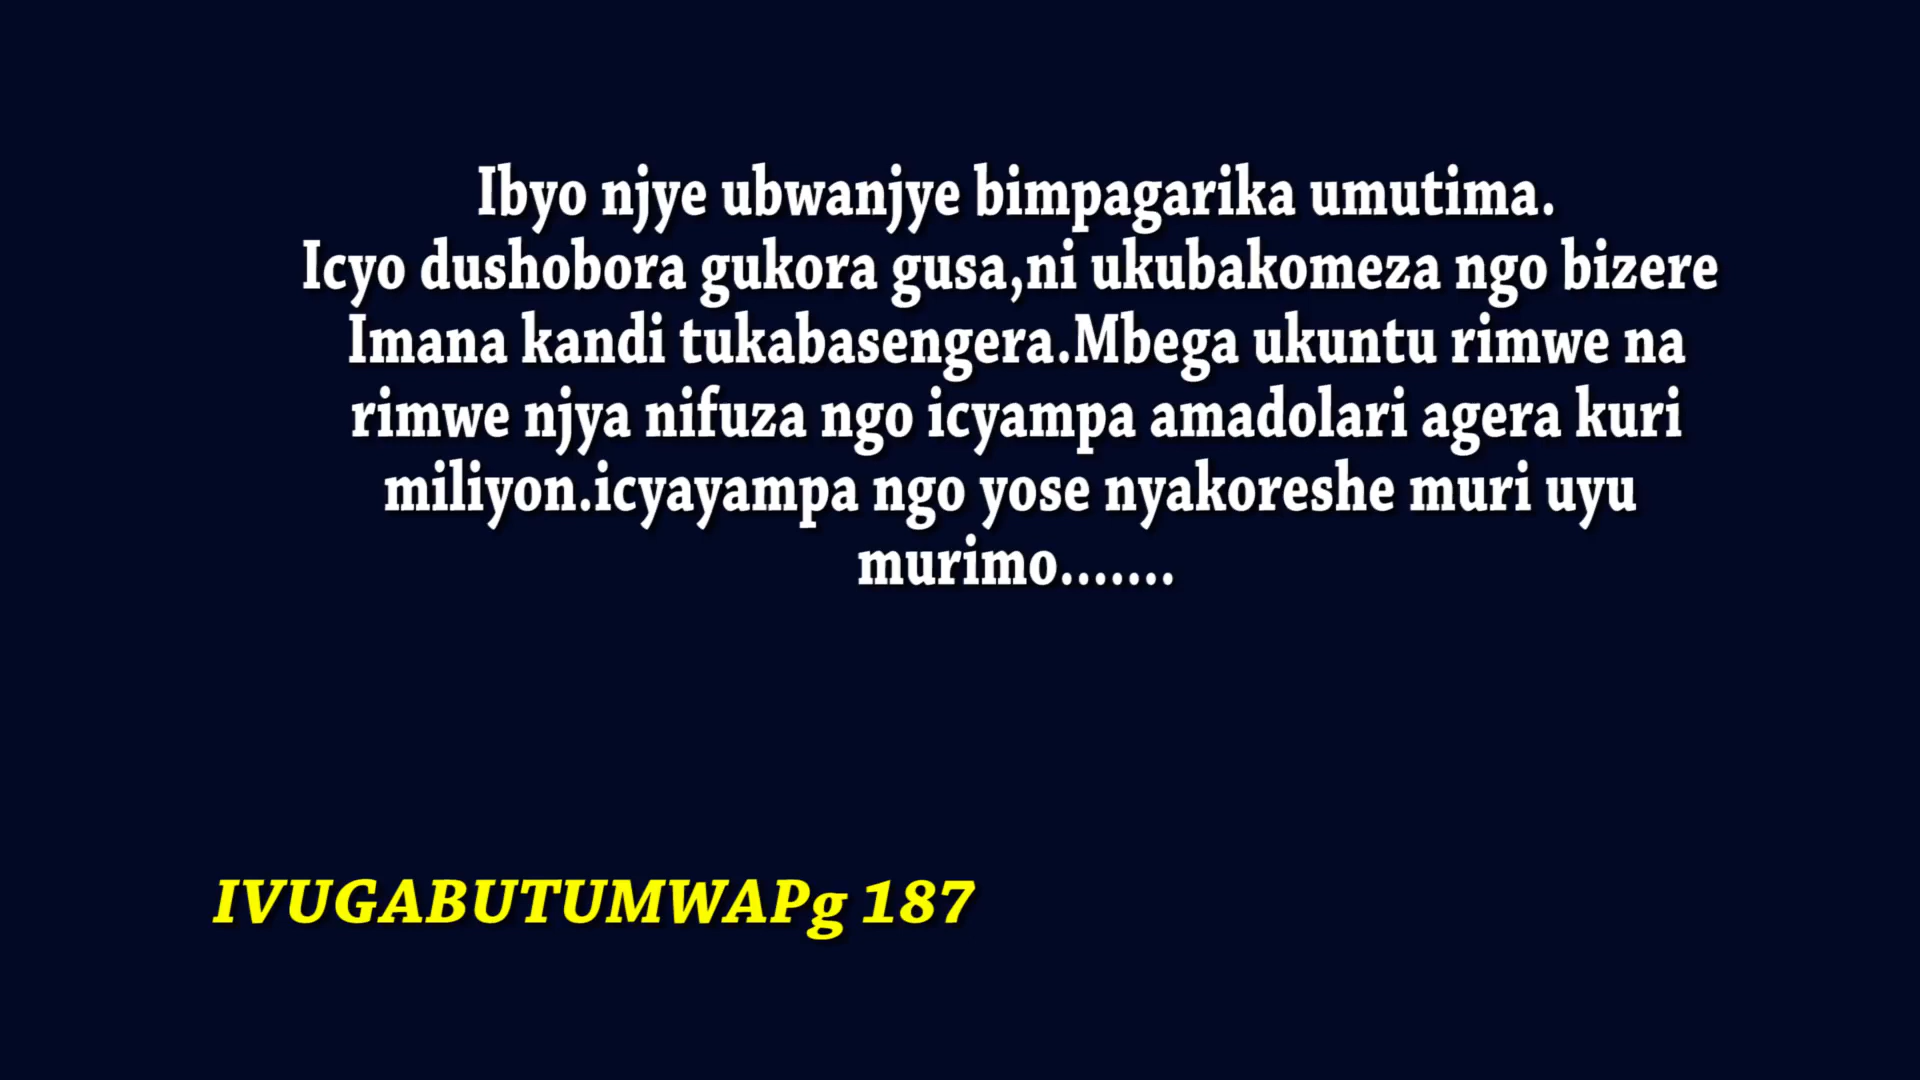 Ibyo njye ubwanjye bimpagarika umutima.
Icyo dushobora gukora gusa,ni ukubakomeza ngo bizere
Imana kandi tukabasengera.Mbega ukuntu rimwe na
rimwe njya nifuza ngo icyampa amadolari agera kuri
miliyon.icyayampa ngo yose nyakoreshe muri uyu
murimo.......
IVUGABUTUMWAPg 187